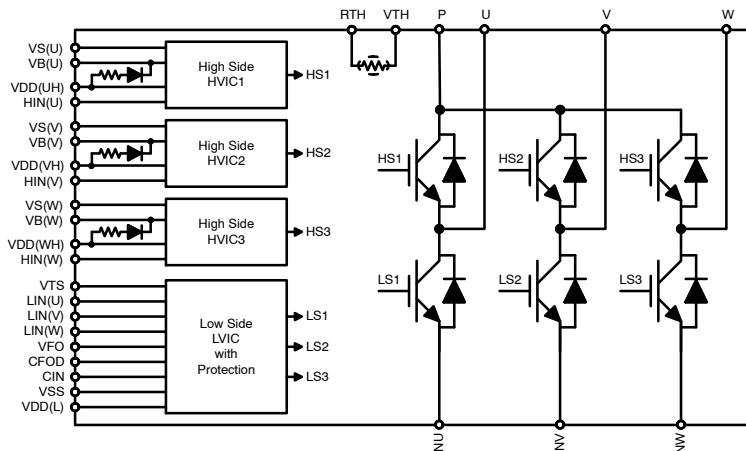 RTH VTH P U V W
VS(U)
VB(U)
VDD(UH)
HIN(U)
High Side
HVIC1
HS1
VS(V)
VB(V)
VDD(VH)
HIN(V)
High Side
HVIC2
HS2
VS(W)
VB(W)
VDD(WH)
HIN(W)
High Side
HVIC3
HS3
VTS
LIN(U)
LIN(V)
LIN(W)
VFO
CFOD
CIN
VSS
VDD(L)
Low Side
LVIC
with
Protection
LS1
LS2
LS3
HS1 HS2 HS3
LS1 LS2 LS3
NU NV NW